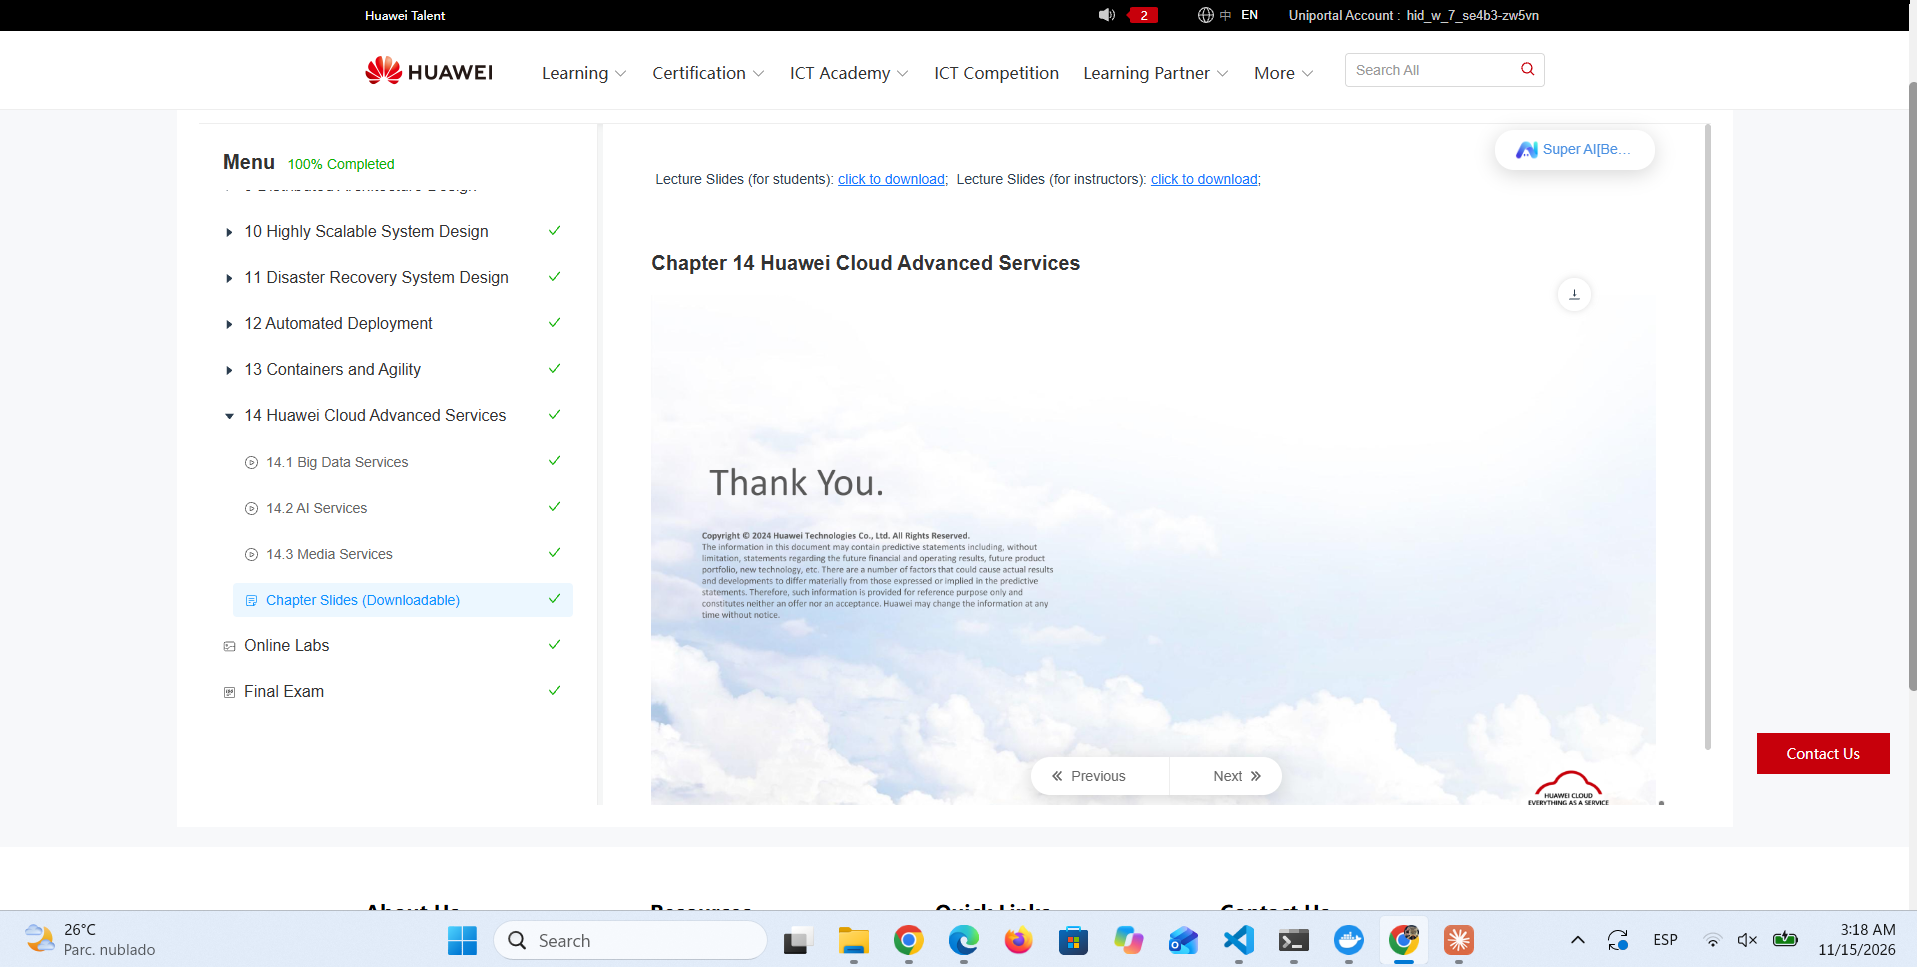 Huawei Talent
2
中 EN
Uniportal Account : hid_w_7_se4b3-zw5vn
HUAWEI
Learning
Certification
ICT Academy
ICT Competition
Learning Partner
More
Search All
Menu 100% Completed
10 Highly Scalable System Design
11 Disaster Recovery System Design
12 Automated Deployment
13 Containers and Agility
14 Huawei Cloud Advanced Services
14.1 Big Data Services
14.2 AI Services
14.3 Media Services
Chapter Slides (Downloadable)
Online Labs
Final Exam
Super AI[Be...
Lecture Slides (for students): click to download; Lecture Slides (for instructors): click to download;
Chapter 14 Huawei Cloud Advanced Services
Thank You.
Copyright © 2024 Huawei Technologies Co., Ltd. All Rights Reserved.
The information in this document may contain predictive statements including, without
limitation, statements regarding the future financial and operating results, future product
portfolio, new technology, etc. There are a number of factors that could cause actual results
and developments to differ materially from those expressed or implied in the predictive
statements. Therefore, such information is provided for reference purpose only and
constitutes neither an offer nor an acceptance. Huawei may change the information at any
time without notice.
Previous
Next
HUAWEI CLOUD
EVERYTHING AS A SERVICE
Contact Us
About Us
Resources
Quick Links
Contact Us
26°C
Parc. nublado
Search
ESP
3:18 AM
11/15/2026